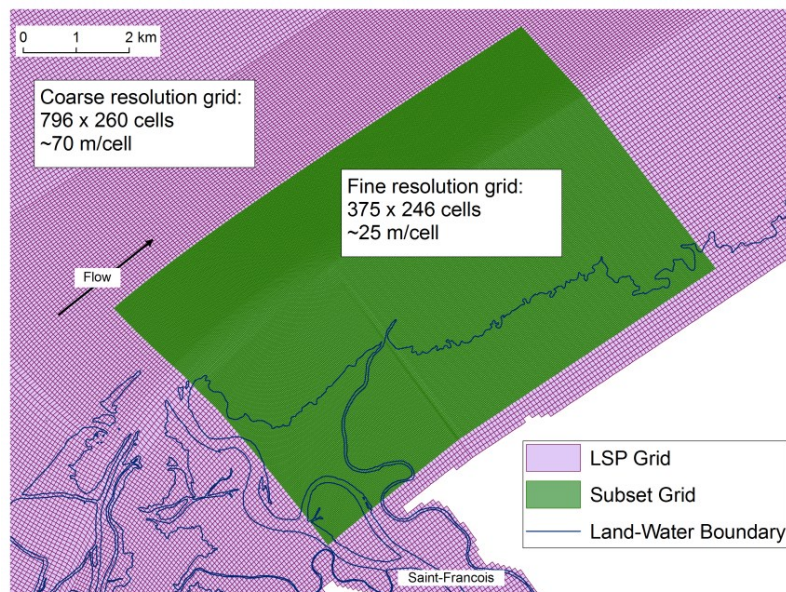 0 1 2 km
Coarse resolution grid:
796 x 260 cells
~70 m/cell
Fine resolution grid:
375 x 246 cells
~25 m/cell
Flow
LSP Grid
Subset Grid
Land-Water Boundary
Saint-Francois